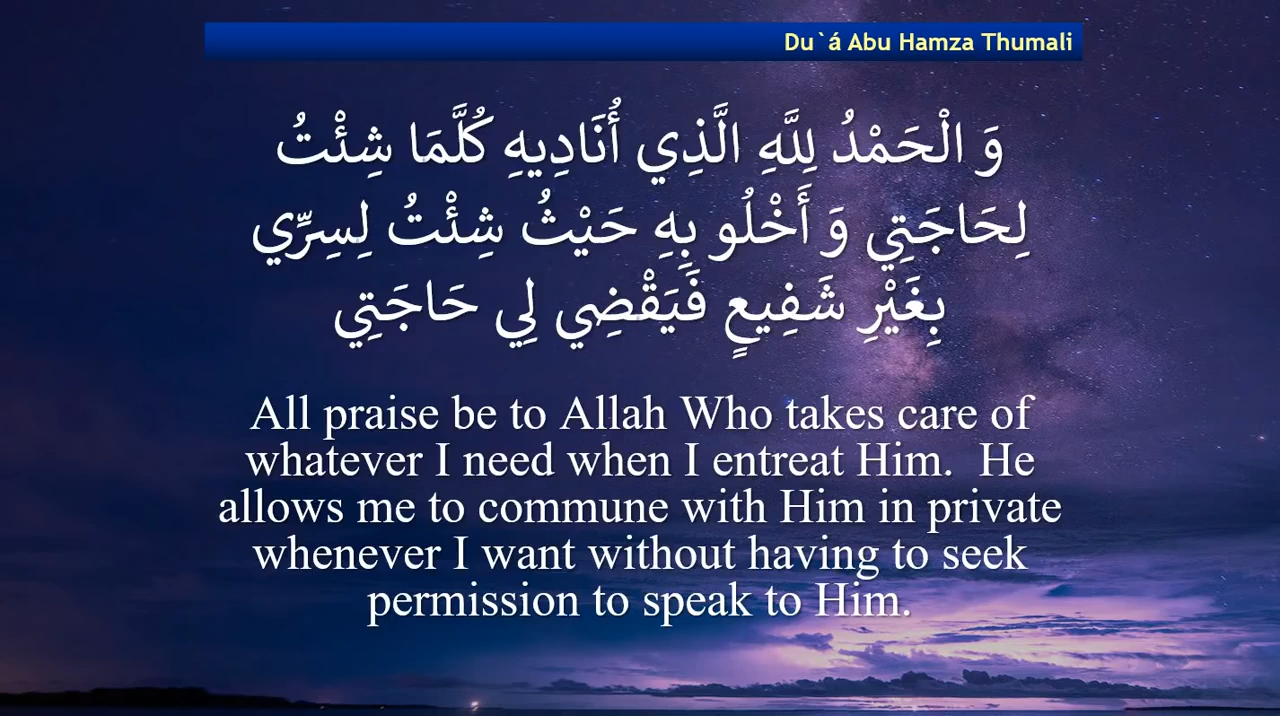 Du`á Abu Hamza Thumali
وَ الْحَمْدُ لِلَّهِ الَّذِي أُنَادِيهِ كُلَّمَا شِئْتُ
لِحَاجَتِي وَ أَخْلُو بِهِ حَيْثُ شِئْتُ لِسِرِّي
بِغَيْرِ شَفِيعٍ فَيَقْضِي لِي حَاجَتِي
All praise be to Allah Who takes care of
whatever I need when I entreat Him.  He
allows me to commune with Him in private
whenever I want without having to seek
permission to speak to Him.